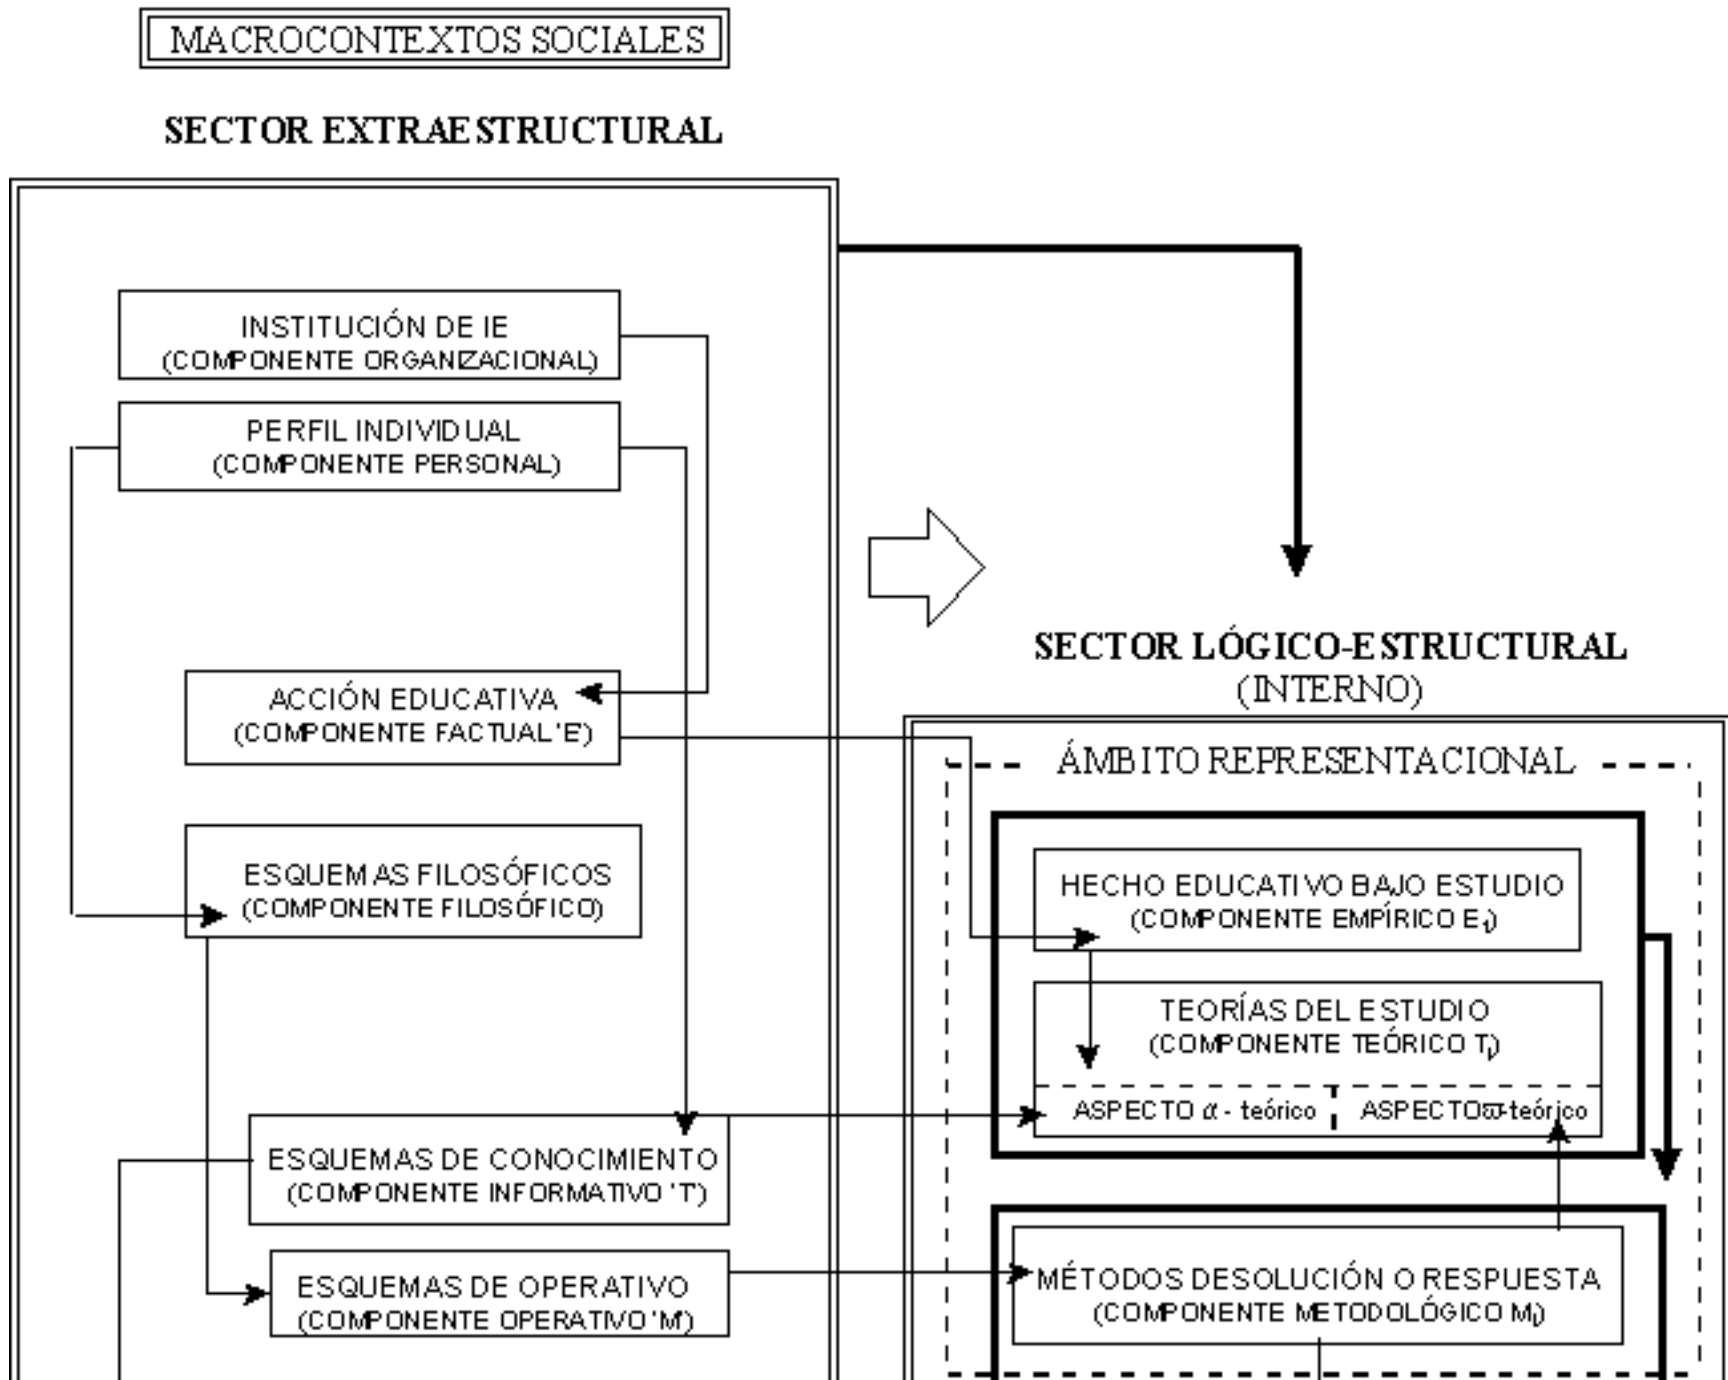 MACROCONTEXTOS SOCIALES
SECTOR EXTRAESTRUCTURAL
INSTITUCIÓN DE IE
(COMPONENTE ORGANIZACIONAL)
PERFIL INDIVIDUAL
(COMPONENTE PERSONAL)
ACCIÓN EDUCATIVA
(COMPONENTE FACTUAL 'E')
ESQUEMAS FILOSÓFICOS
(COMPONENTE FILOSÓFICO)
ESQUEMAS DE CONOCIMIENTO
(COMPONENTE INFORMATIVO 'T')
ESQUEMAS DE OPERATIVO
(COMPONENTE OPERATIVO 'M')
SECTOR LÓGICO-ESTRUCTURAL
(INTERNO)
ÁMBITO REPRESENTACIONAL
HECHO EDUCATIVO BAJO ESTUDIO
(COMPONENTE EMPÍRICO Ei)
TEORÍAS DEL ESTUDIO
(COMPONENTE TEÓRICO Ti)
ASPECTO α - teórico
ASPECTO ϖ-teórico
MÉTODOS DESOLUCIÓN O RESPUESTA
(COMPONENTE METODOLÓGICO Mi)